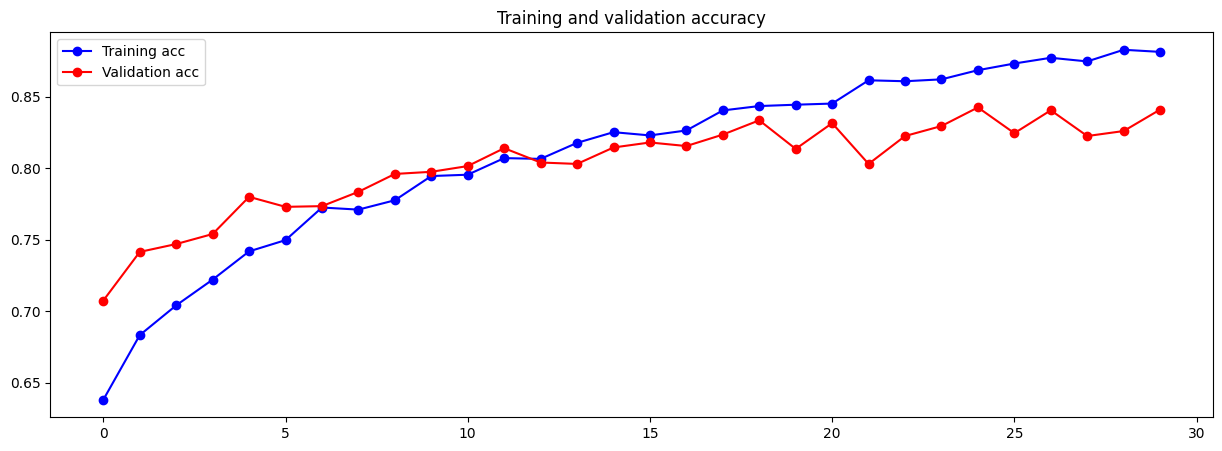 Training and validation accuracy
Training acc
Validation acc
0.85
0.80
0.75
0.70
0.65
0 5 10 15 20 25 30